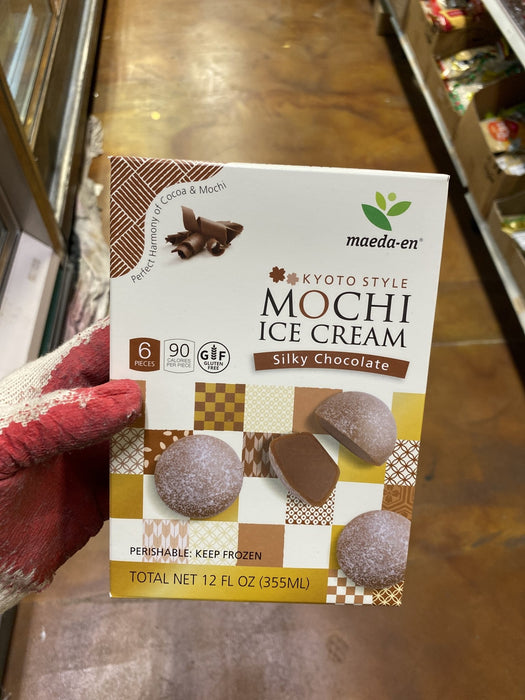 Perfect Harmony of Cocoa & Mochi
maeda-en®
KYOTO STYLE
MOCHI
ICE CREAM
Silky Chocolate
6
PIECES
90
CALORIES
PER PIECE
GF
GLUTEN
FREE
PERISHABLE: KEEP FROZEN
TOTAL NET 12 FL OZ (355ML)